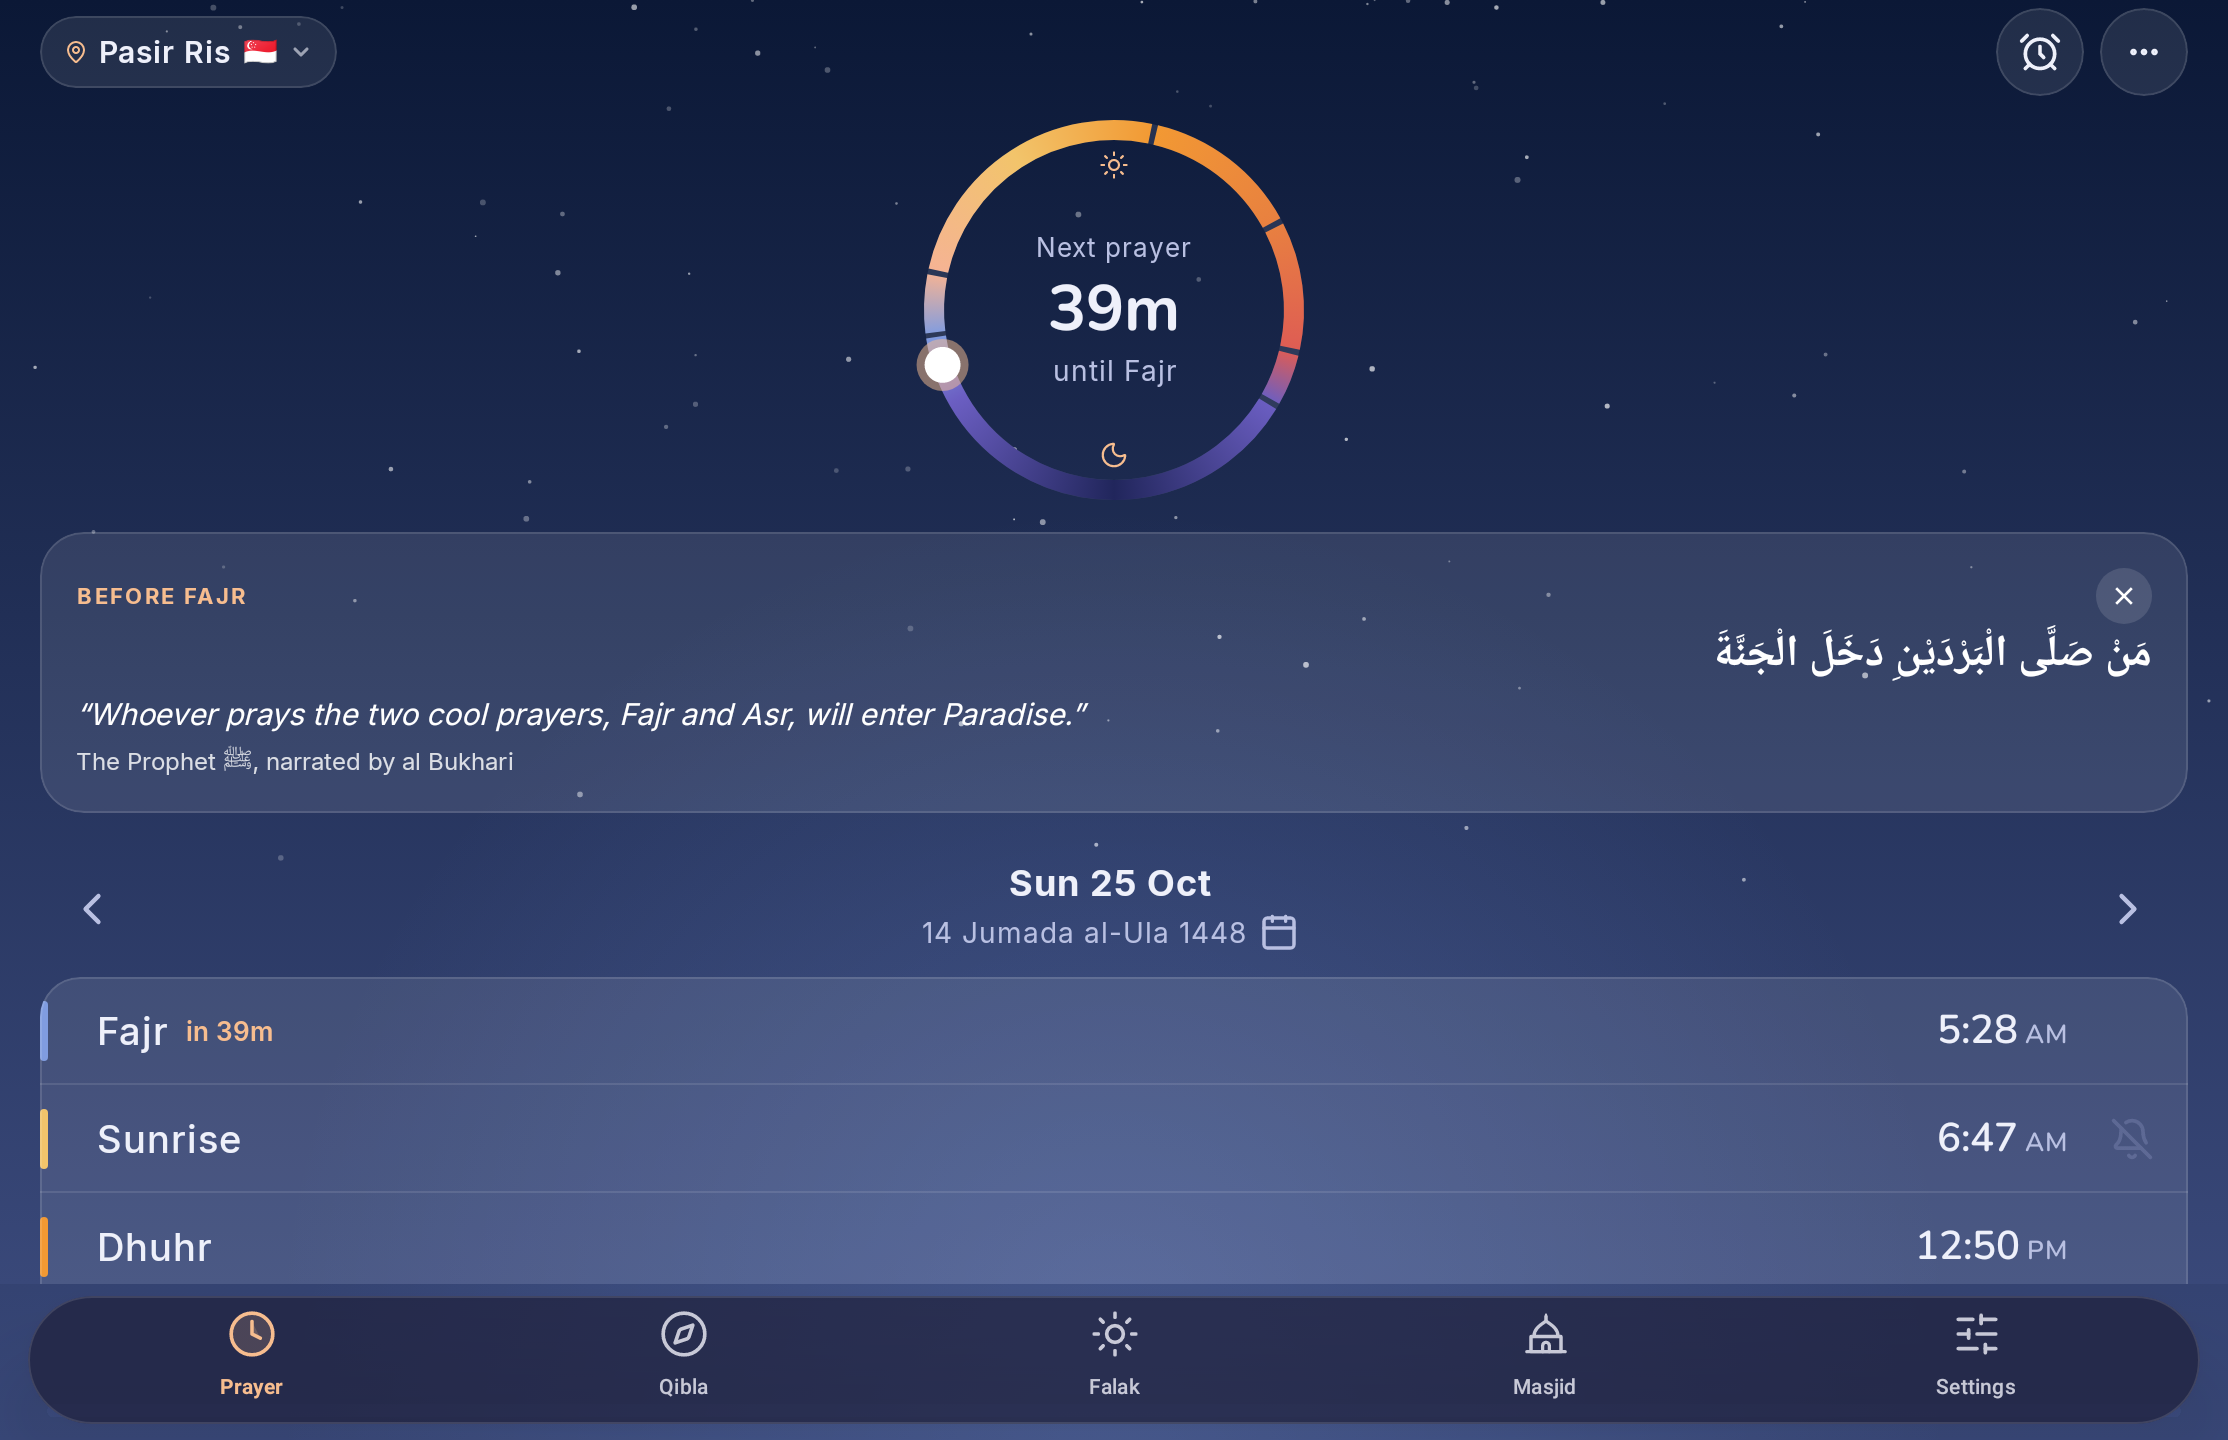 Pasir Ris 🇸🇬
Next prayer
39m
until Fajr
BEFORE FAJR
مَنْ صَلَّى الْبَرْدَيْنِ دَخَلَ الْجَنَّةَ
“Whoever prays the two cool prayers, Fajr and Asr, will enter Paradise.”
The Prophet ﷺ, narrated by al Bukhari
Sun 25 Oct
14 Jumada al-Ula 1448
Fajr in 39m 5:28 AM
Sunrise 6:47 AM
Dhuhr 12:50 PM
Prayer Qibla Falak Masjid Settings